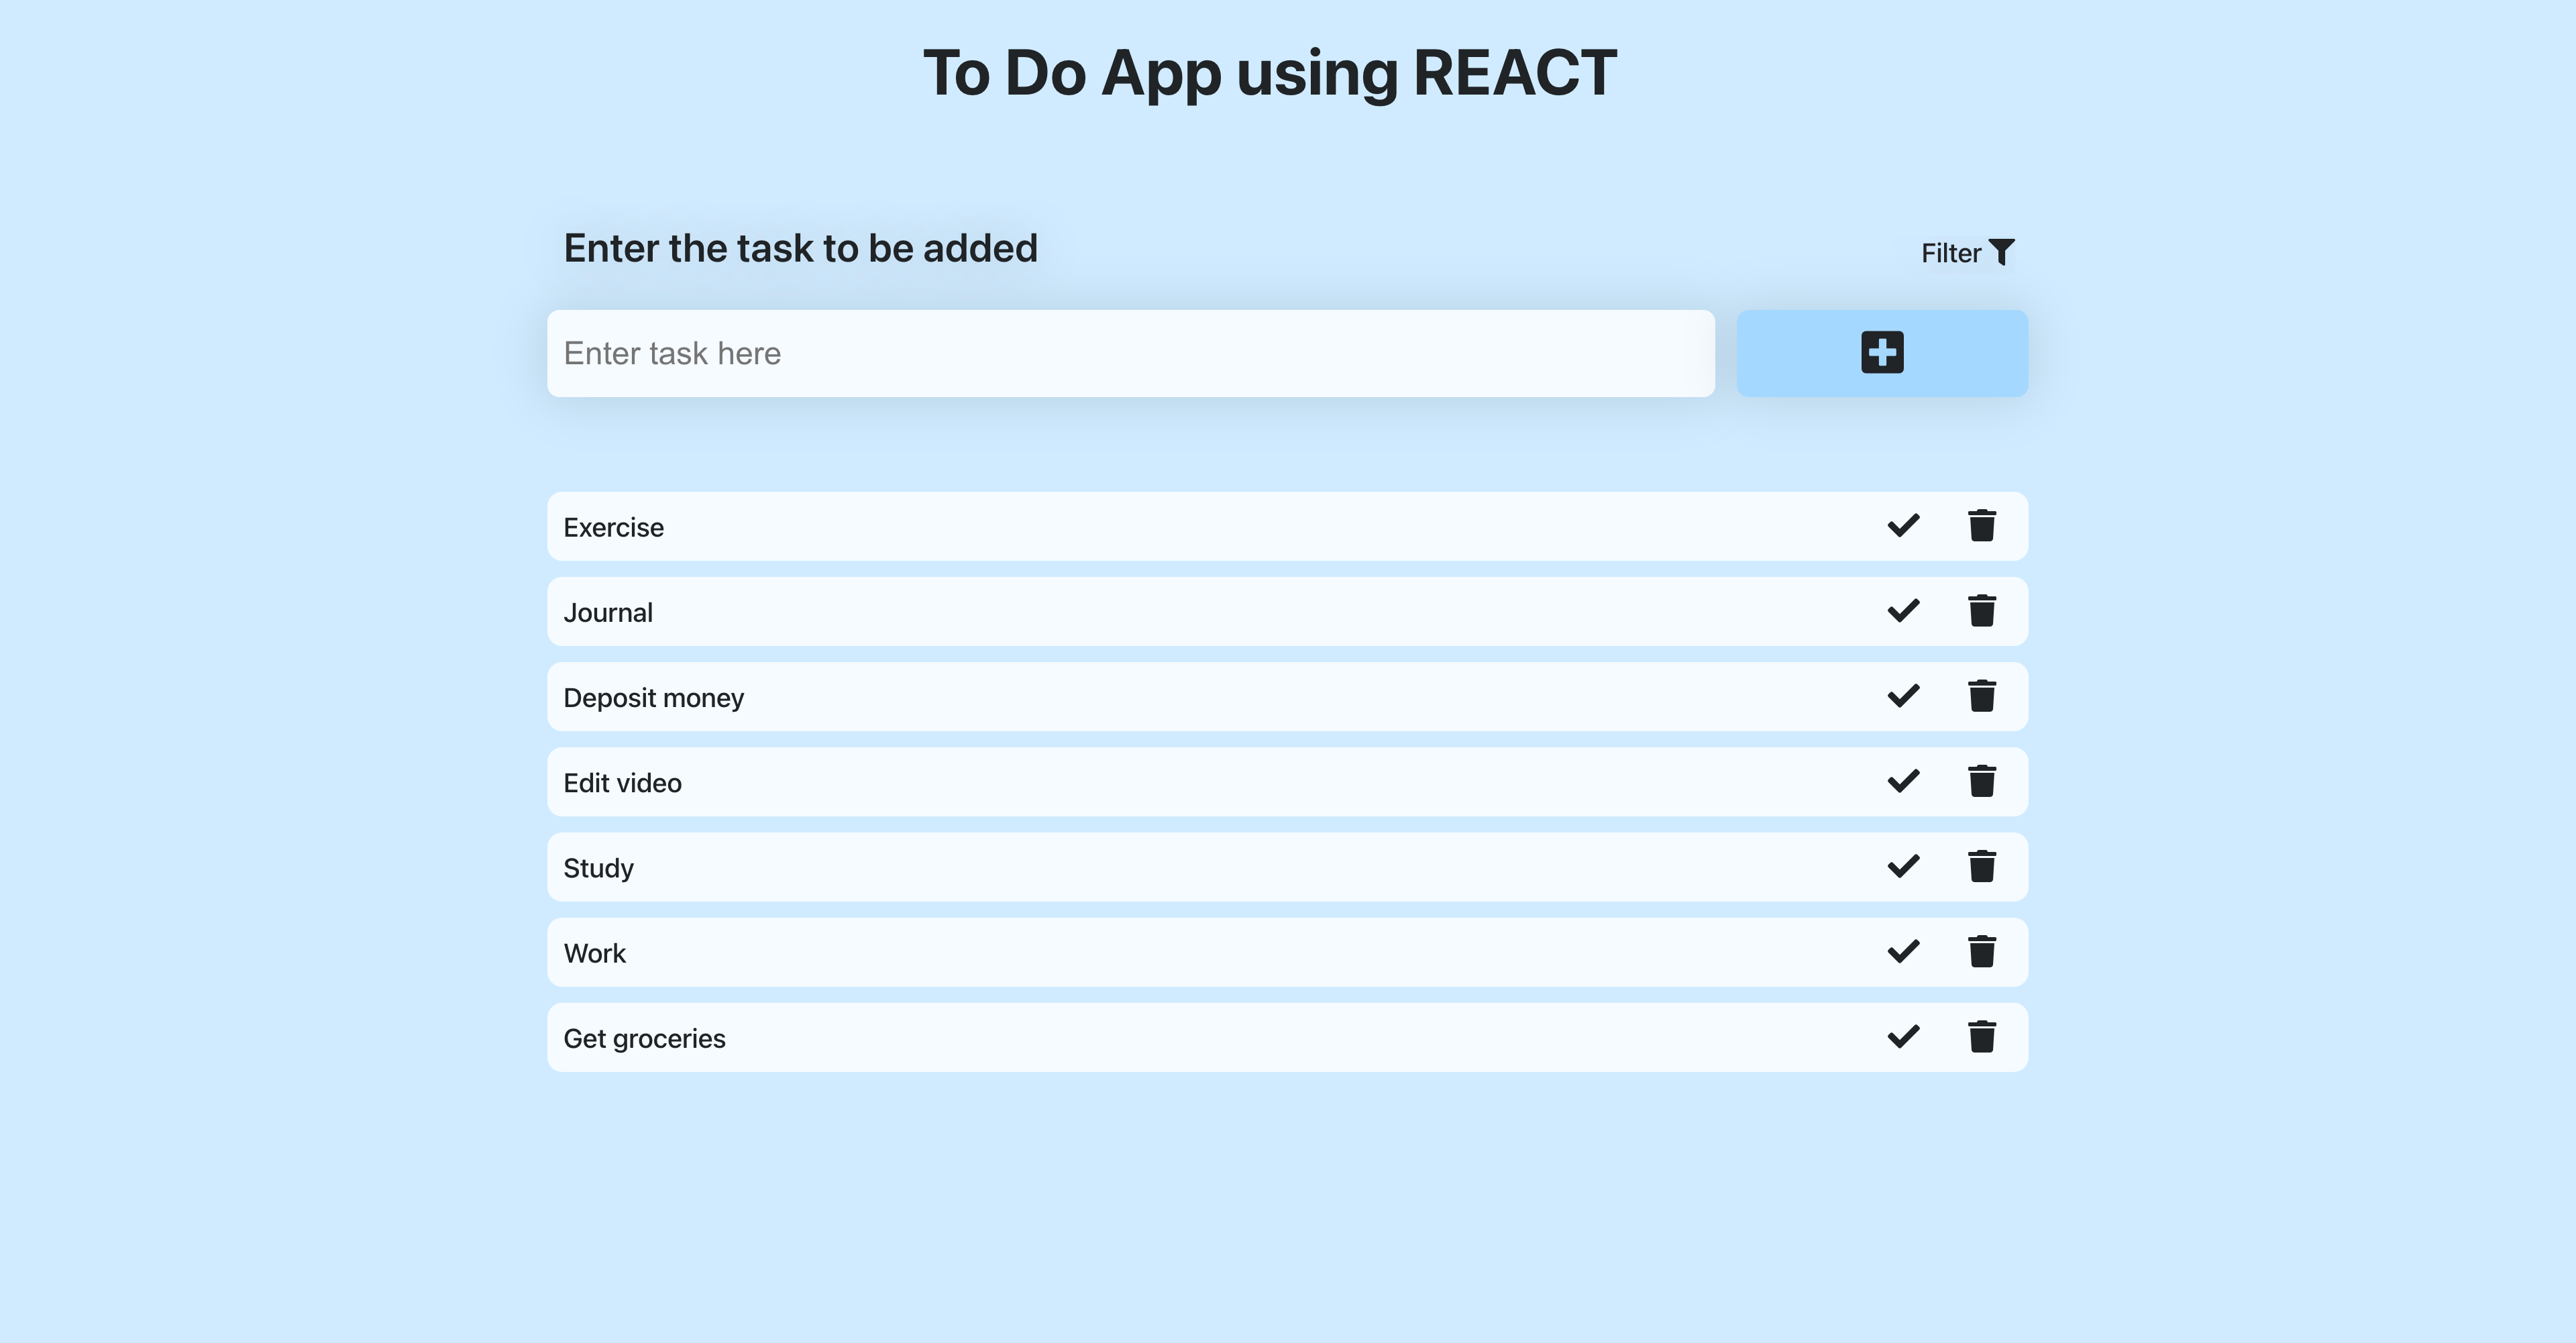 To Do App using REACT
Enter the task to be added
Filter
Enter task here
Exercise
Journal
Deposit money
Edit video
Study
Work
Get groceries